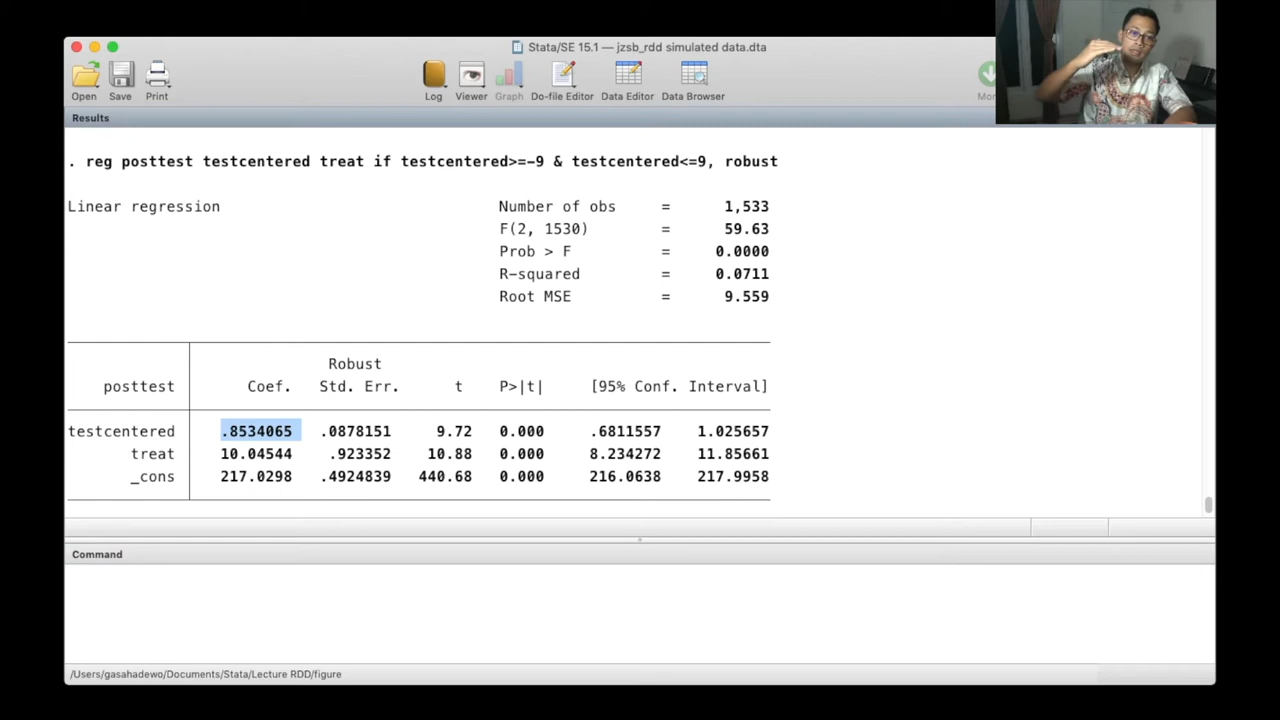 Stata/SE 15.1 — jzsb_rdd simulated data.dta
Open Save Print Log Viewer Graph Do-file Editor Data Editor Data Browser
Results
. reg posttest testcentered treat if testcentered>=-9 & testcentered<=9, robust
Linear regression Number of obs = 1,533
F(2, 1530) = 59.63
Prob > F = 0.0000
R-squared = 0.0711
Root MSE = 9.559
Robust
posttest Coef. Std. Err. t P>|t| [95% Conf. Interval]
testcentered .8534065 .0878151 9.72 0.000 .6811557 1.025657
treat 10.04544 .923352 10.88 0.000 8.234272 11.85661
_cons 217.0298 .4924839 440.68 0.000 216.0638 217.9958
Command
/Users/gasahadewo/Documents/Stata/Lecture RDD/figure